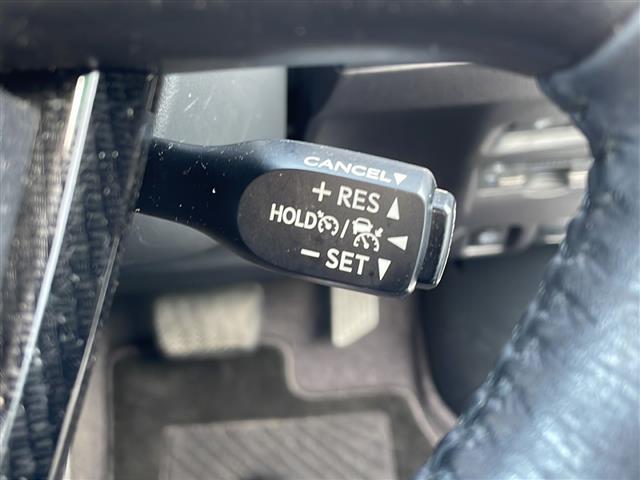 CANCEL▼
+RES▲
HOLD / ◀
−SET▼